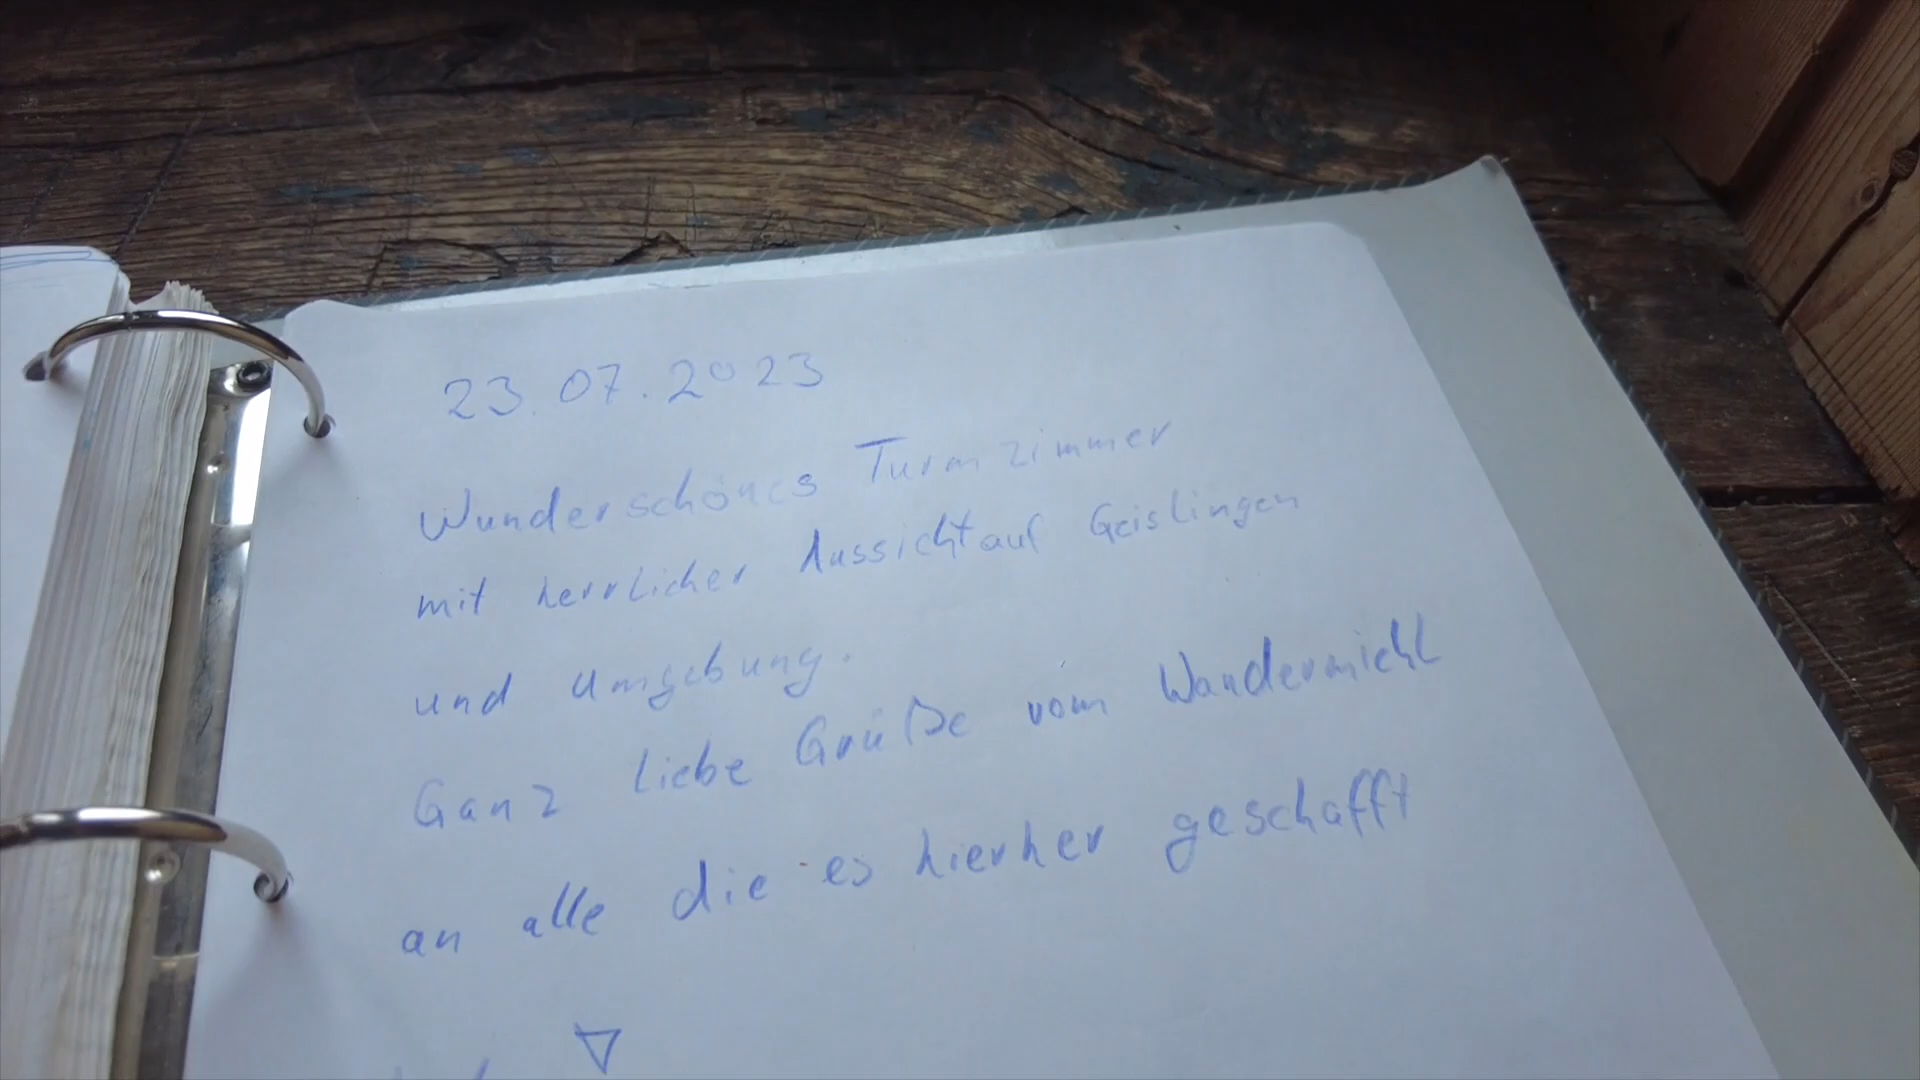 23.07.2023
Wunderschönes Turmzimmer
mit herrlicher Aussicht auf Geislingen
und Umgebung.
Ganz liebe Grüße vom Wandermichl
an alle die es hierher geschafft